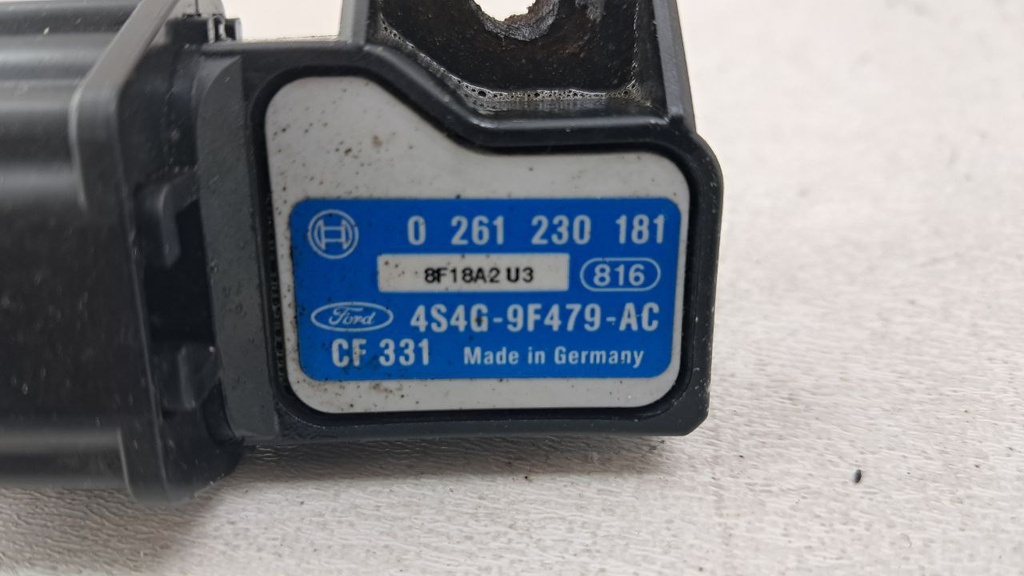 0 261 230 181
8F18A2 U3 816
Ford 4S4G-9F479-AC
CF 331 Made in Germany